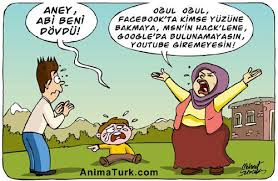 ANEY,
ABİ BENİ
DÖVDÜ!
OĞUL OĞUL,
FACEBOOK'TA KİMSE YÜZÜNE
BAKMAYA, MSN'İN HACK'LENE,
GOOGLE'DA BULUNAMAYASIN,
YOUTUBE GİREMEYESİN!
AnimaTurk.com